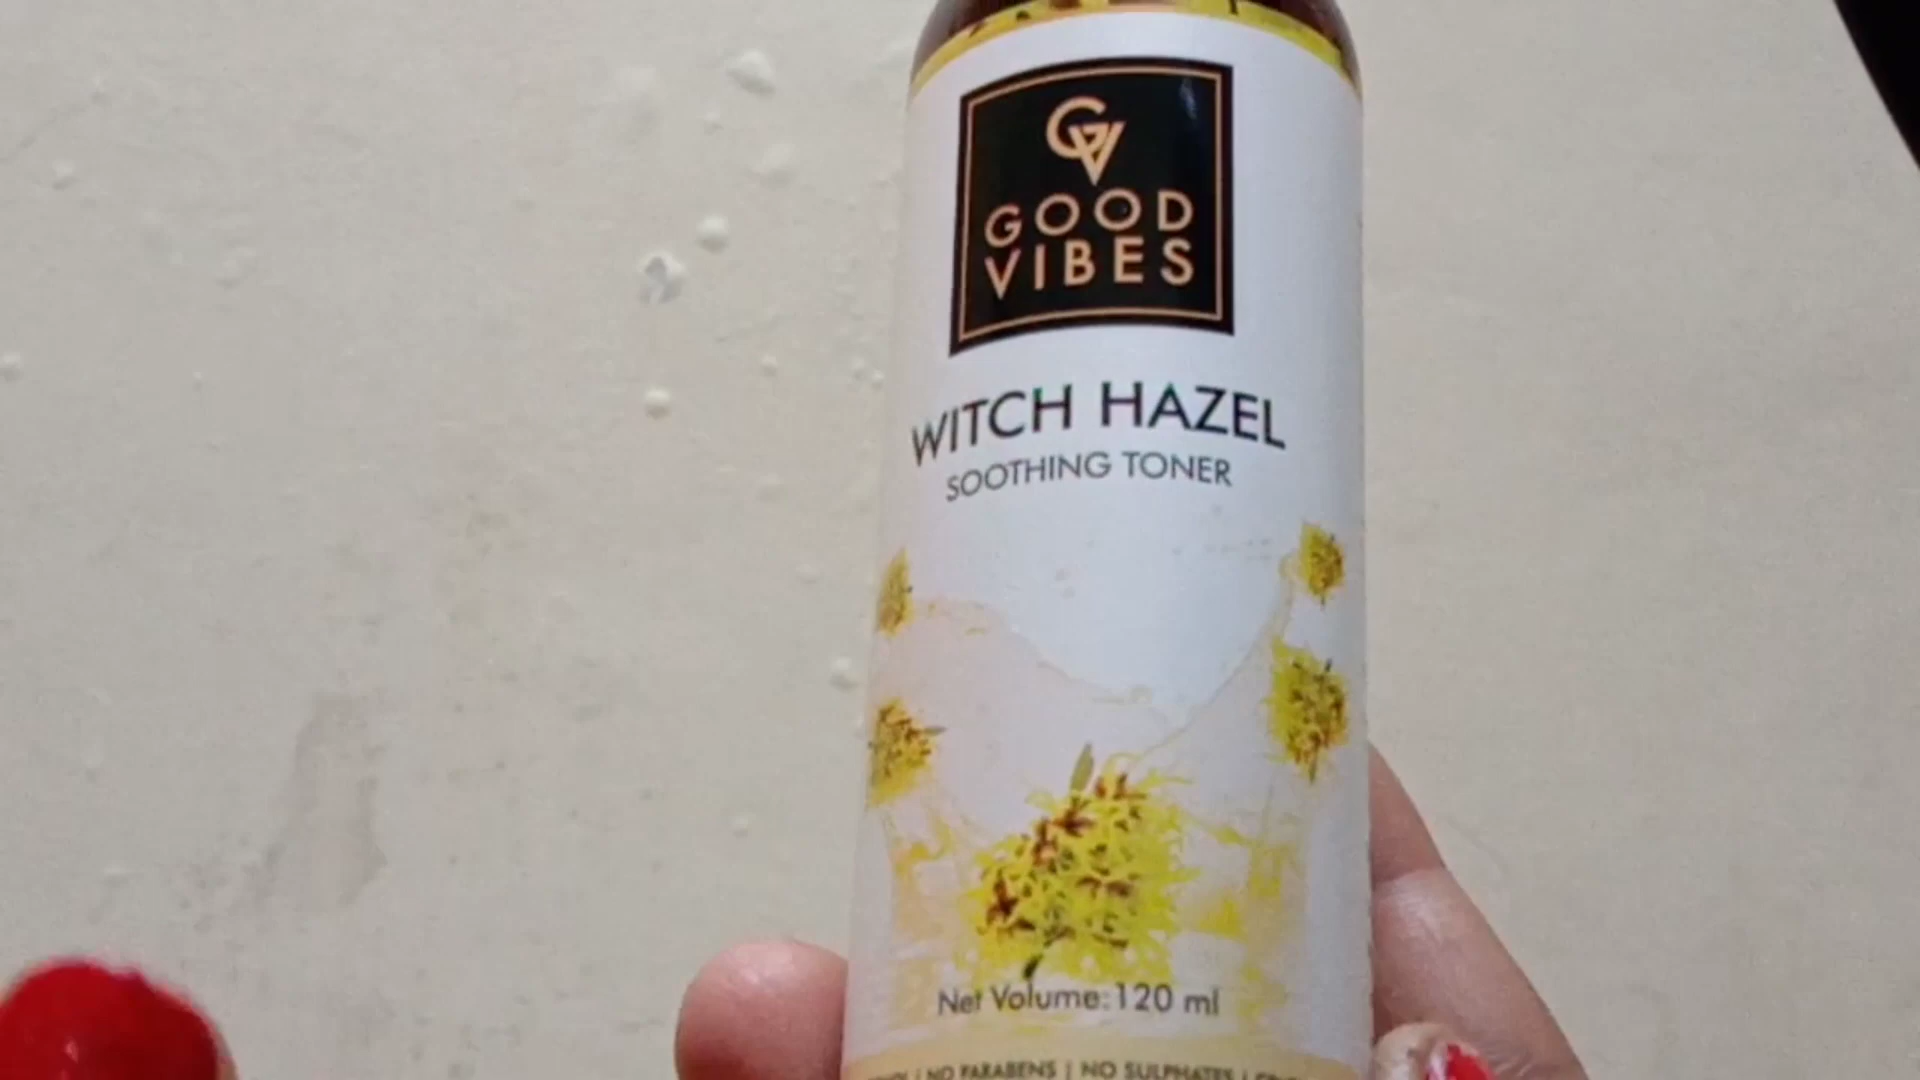 GV
GOOD
VIBES
WITCH HAZEL
SOOTHING TONER
Net Volume: 120 ml
| NO PARABENS | NO SULPHATES |